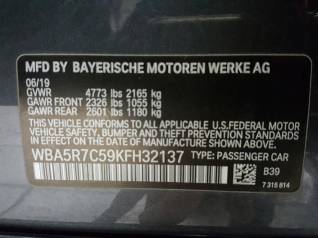 MFD BY BAYERISCHE MOTOREN WERKE AG
06/19
GVWR 4773 lbs 2165 kg
GAWR FRONT 2326 lbs 1055 kg
GAWR REAR 2601 lbs 1180 kg
THIS VEHICLE CONFORMS TO ALL APPLICABLE
U.S. FEDERAL MOTOR VEHICLE
SAFETY, BUMPER, AND THEFT PREVENTION STANDARDS
IN EFFECT ON THE DATE OF MANUFACTURE SHOWN ABOVE.
WBA5R7C59KFH32137 TYPE: PASSENGER CAR
B39
7 315 814